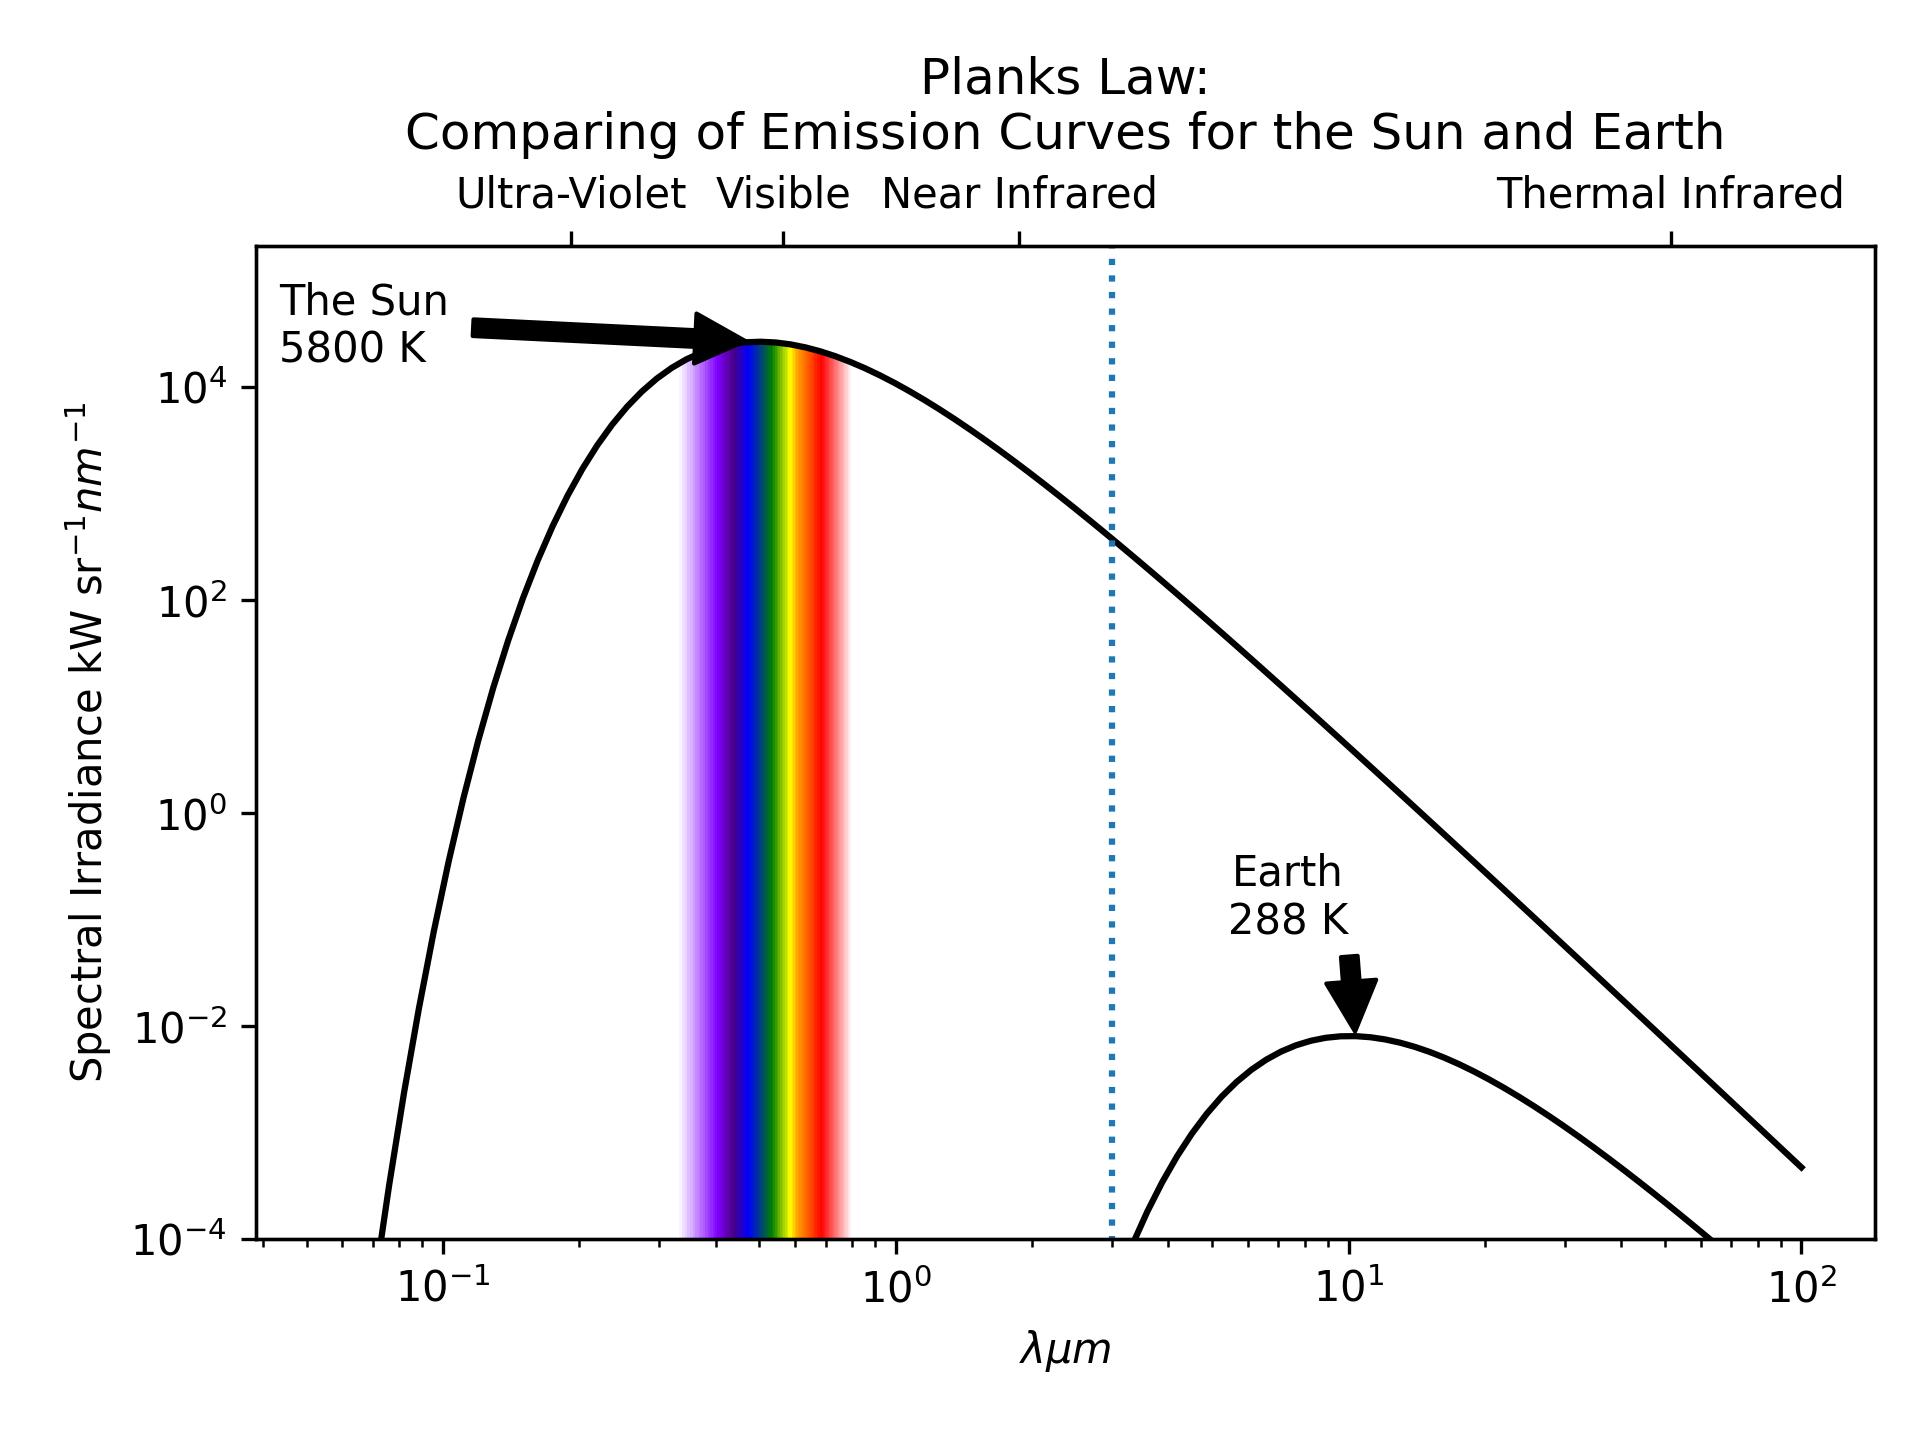 Planks Law:
Comparing of Emission Curves for the Sun and Earth
Ultra-Violet Visible Near Infrared Thermal Infrared
The Sun
5800 K
Earth
288 K
Spectral Irradiance kW sr⁻¹nm⁻¹
10⁴
10²
10⁰
10⁻²
10⁻⁴
10⁻¹ 10⁰ 10¹ 10²
λμm